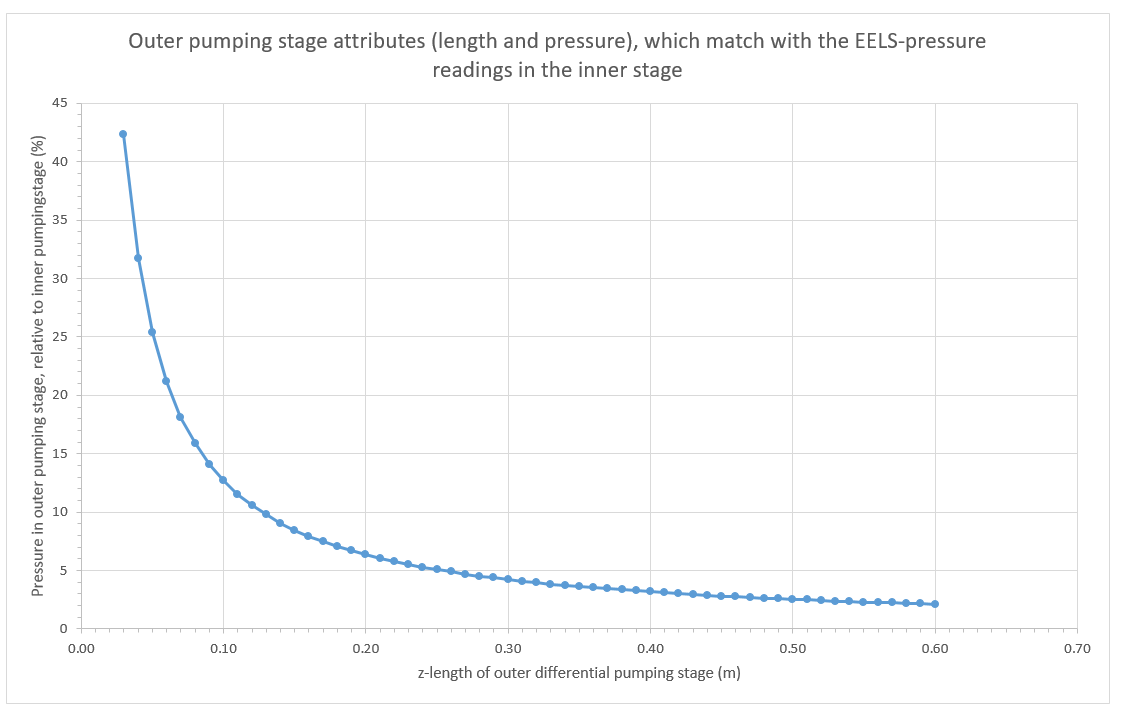 Outer pumping stage attributes (length and pressure), which match with the EELS-pressure
readings in the inner stage
Pressure in outer pumping stage, relative to inner pumpingstage (%)
45
40
35
30
25
20
15
10
5
0
0.00 0.10 0.20 0.30 0.40 0.50 0.60 0.70
z-length of outer differential pumping stage (m)